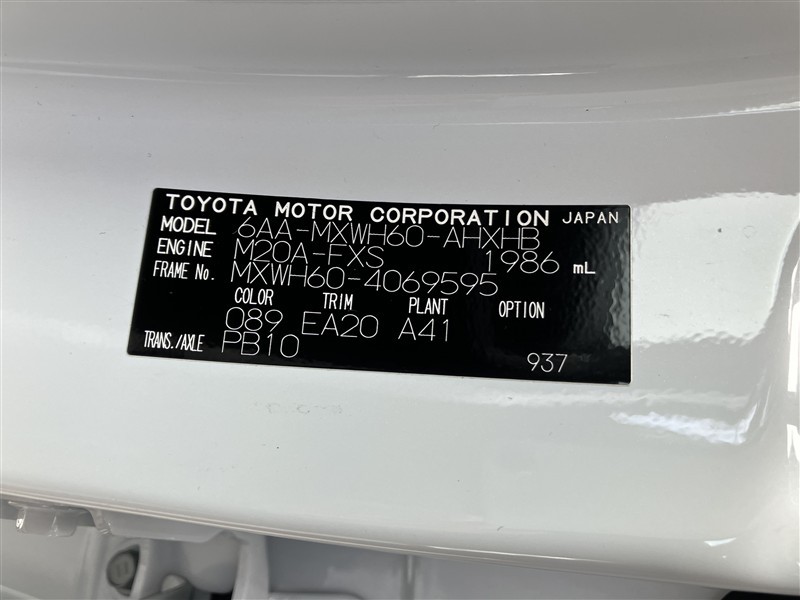 TOYOTA MOTOR CORPORATION JAPAN
MODEL 6AA-MXWH60-AHXHB
ENGINE M20A-FXS 1986 mL
FRAME No. MXWH60-4069595
COLOR TRIM PLANT OPTION
089 EA20 A41
TRANS./AXLE PB10
937